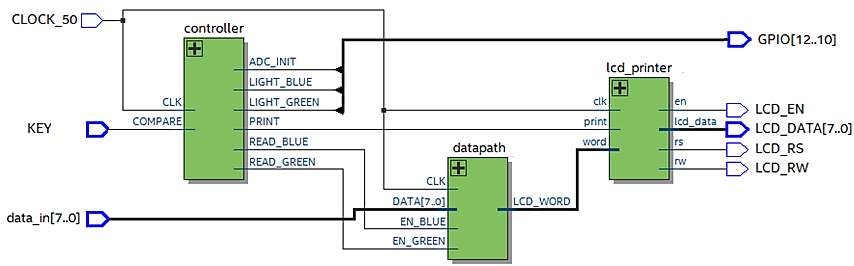 CLOCK_50
controller
ADC_INIT
LIGHT_BLUE
LIGHT_GREEN
PRINT
READ_BLUE
READ_GREEN
CLK
COMPARE
KEY
GPIO[12..10]
lcd_printer
clk
print
word
en
lcd_data
rs
rw
LCD_EN
LCD_DATA[7..0]
LCD_RS
LCD_RW
datapath
CLK
DATA[7..0]
EN_BLUE
EN_GREEN
LCD_WORD
data_in[7..0]